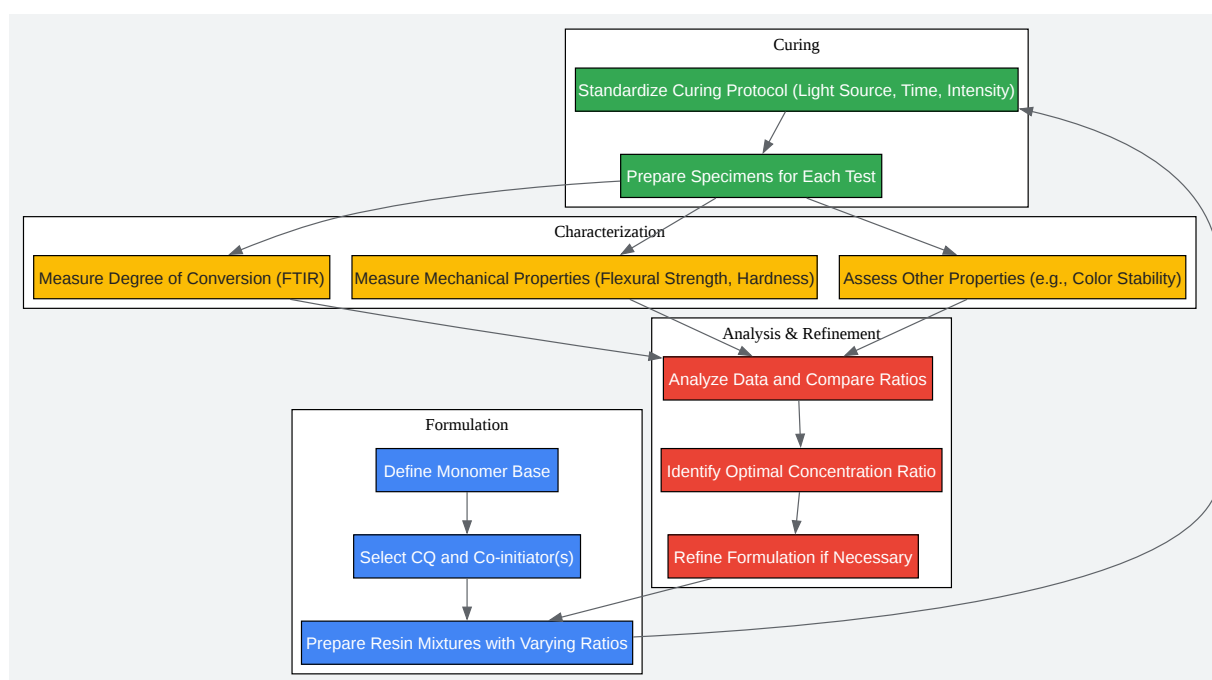 Curing
Standardize Curing Protocol (Light Source, Time, Intensity)
Prepare Specimens for Each Test
Characterization
Measure Degree of Conversion (FTIR)
Measure Mechanical Properties (Flexural Strength, Hardness)
Assess Other Properties (e.g., Color Stability)
Analysis & Refinement
Analyze Data and Compare Ratios
Identify Optimal Concentration Ratio
Refine Formulation if Necessary
Formulation
Define Monomer Base
Select CQ and Co-initiator(s)
Prepare Resin Mixtures with Varying Ratios